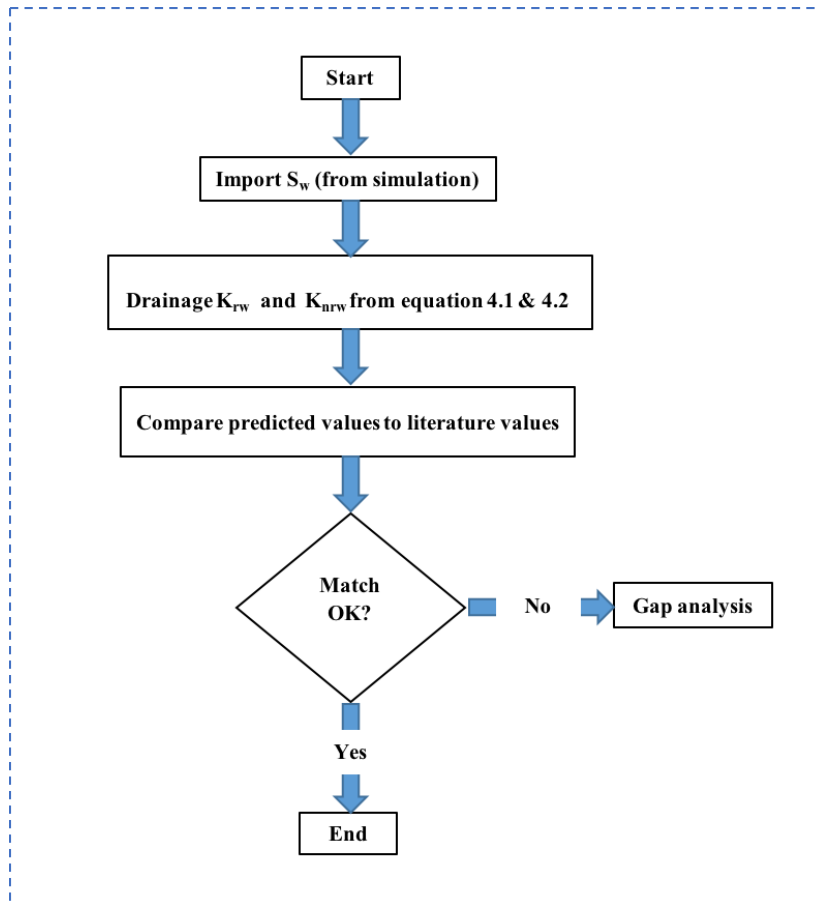 Start
Import Sw (from simulation)
Drainage Krw and Knrw from equation 4.1 & 4.2
Compare predicted values to literature values
Match
OK?
No
Gap analysis
Yes
End